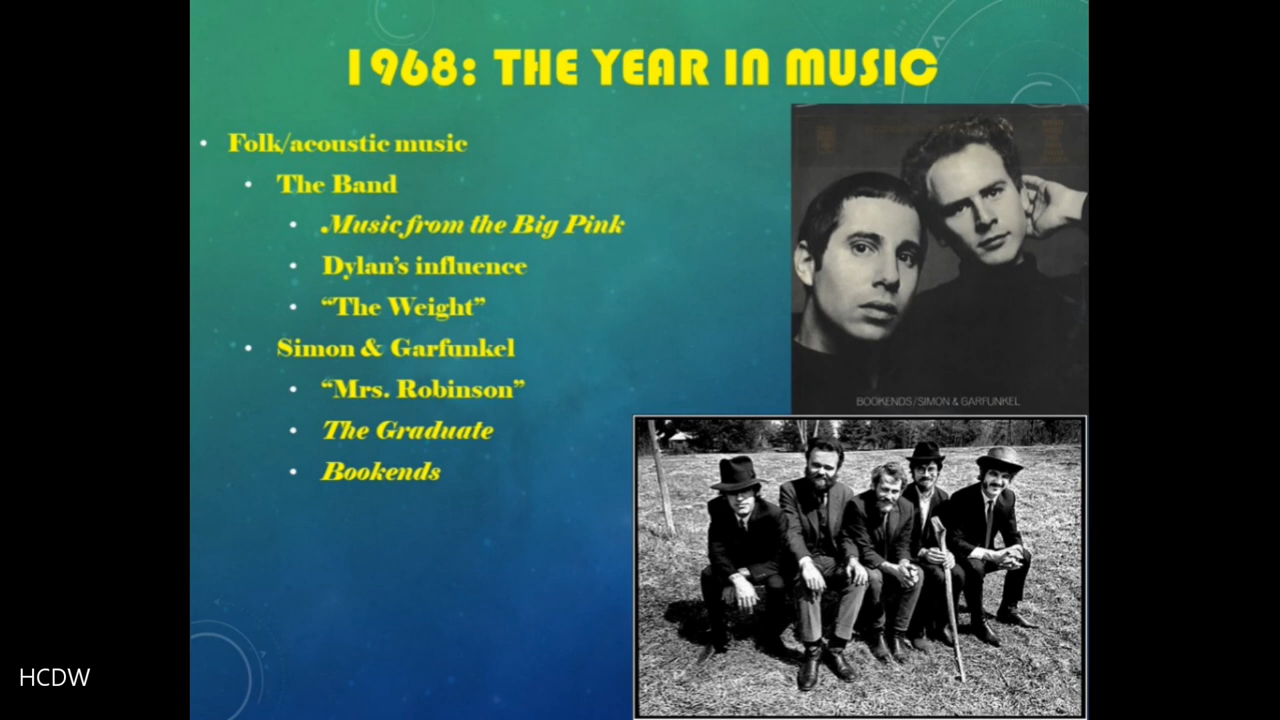 1968: THE YEAR IN MUSIC
Folk/acoustic music
The Band
Music from the Big Pink
Dylan’s influence
“The Weight”
Simon & Garfunkel
“Mrs. Robinson”
The Graduate
Bookends
BOOKENDS/SIMON & GARFUNKEL
HCDW